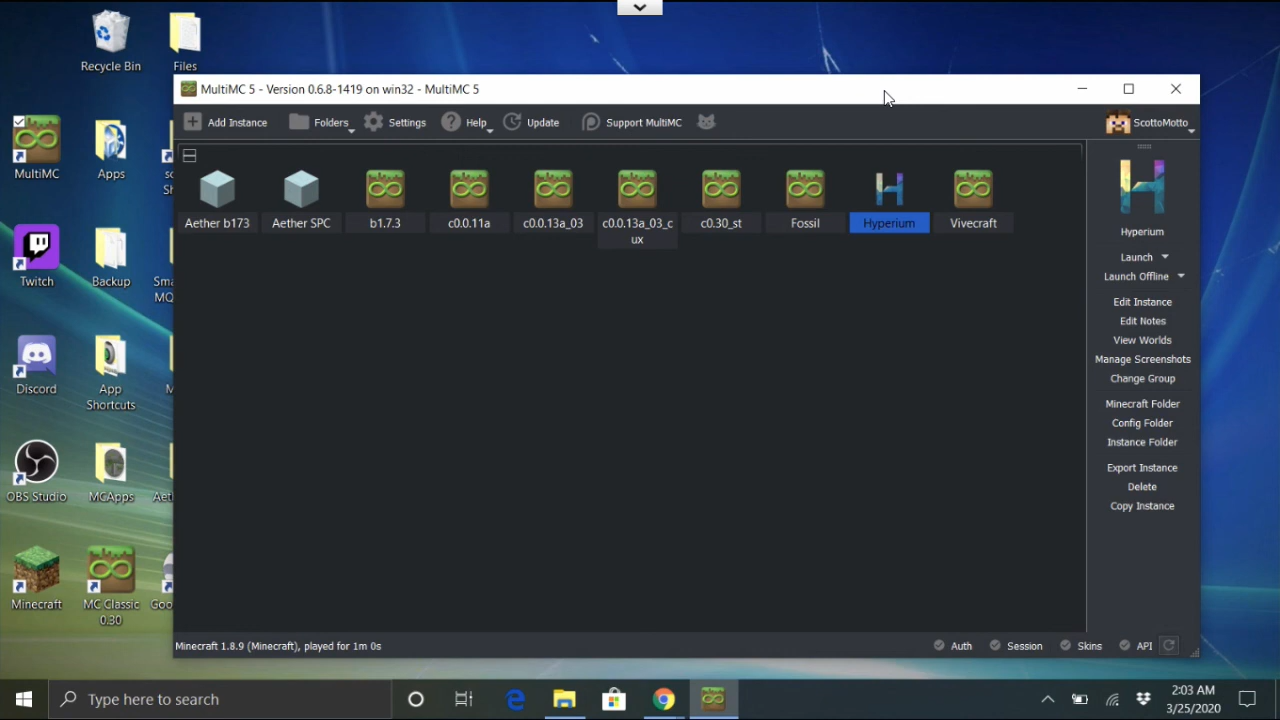 Recycle Bin
Files
MultiMC
Apps
Twitch
Backup
Discord
App
Shortcuts
OBS Studio
MCApps
Minecraft
MC Classic
0.30
MultiMC 5 - Version 0.6.8-1419 on win32 - MultiMC 5
Add Instance
Folders
Settings
Help
Update
Support MultiMC
ScottoMotto
Aether b173
Aether SPC
b1.7.3
c0.0.11a
c0.0.13a_03
c0.0.13a_03_c
ux
c0.30_st
Fossil
Hyperium
Vivecraft
Hyperium
Launch
Launch Offline
Edit Instance
Edit Notes
View Worlds
Manage Screenshots
Change Group
Minecraft Folder
Config Folder
Instance Folder
Export Instance
Delete
Copy Instance
Minecraft 1.8.9 (Minecraft), played for 1m 0s
Auth
Session
Skins
API
Type here to search
2:03 AM
3/25/2020